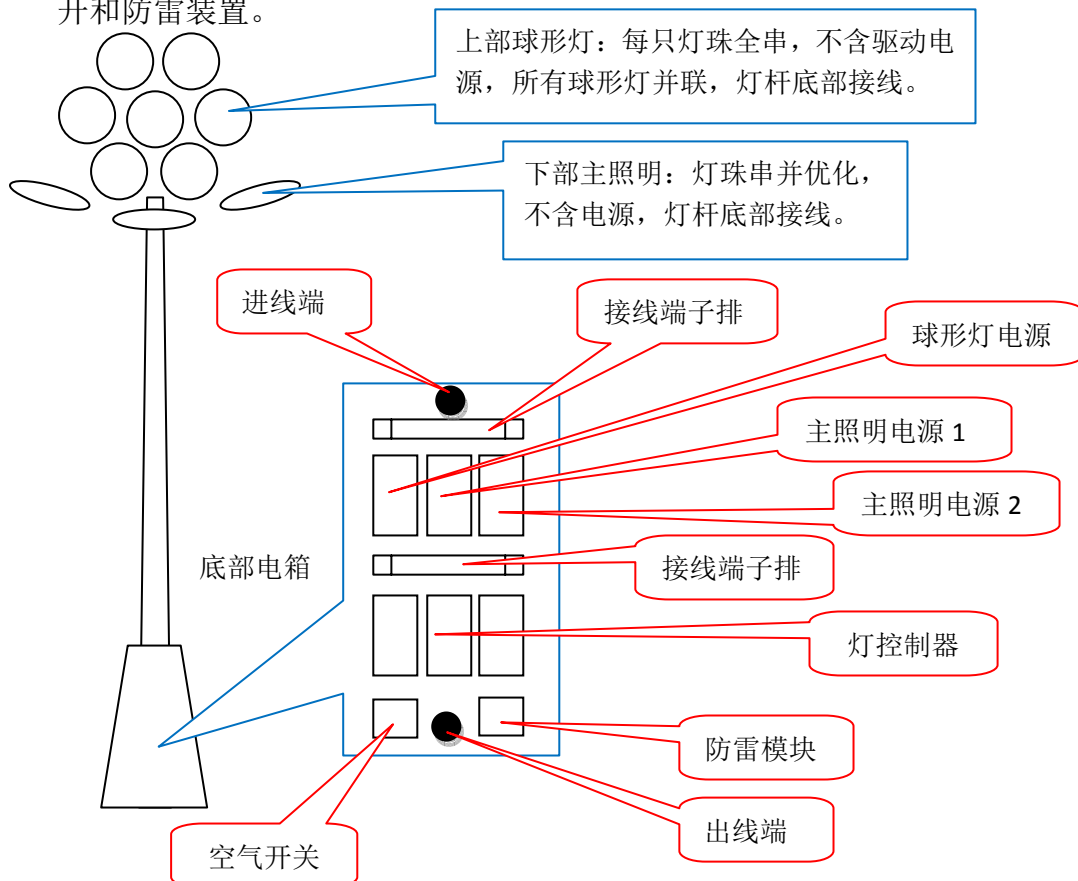 开和防雷装置。
上部球形灯：每只灯珠全串，不含驱动电
源，所有球形灯并联，灯杆底部接线。
下部主照明：灯珠串并优化，
不含电源，灯杆底部接线。
进线端
接线端子排
球形灯电源
主照明电源 1
主照明电源 2
底部电箱
接线端子排
灯控制器
防雷模块
出线端
空气开关